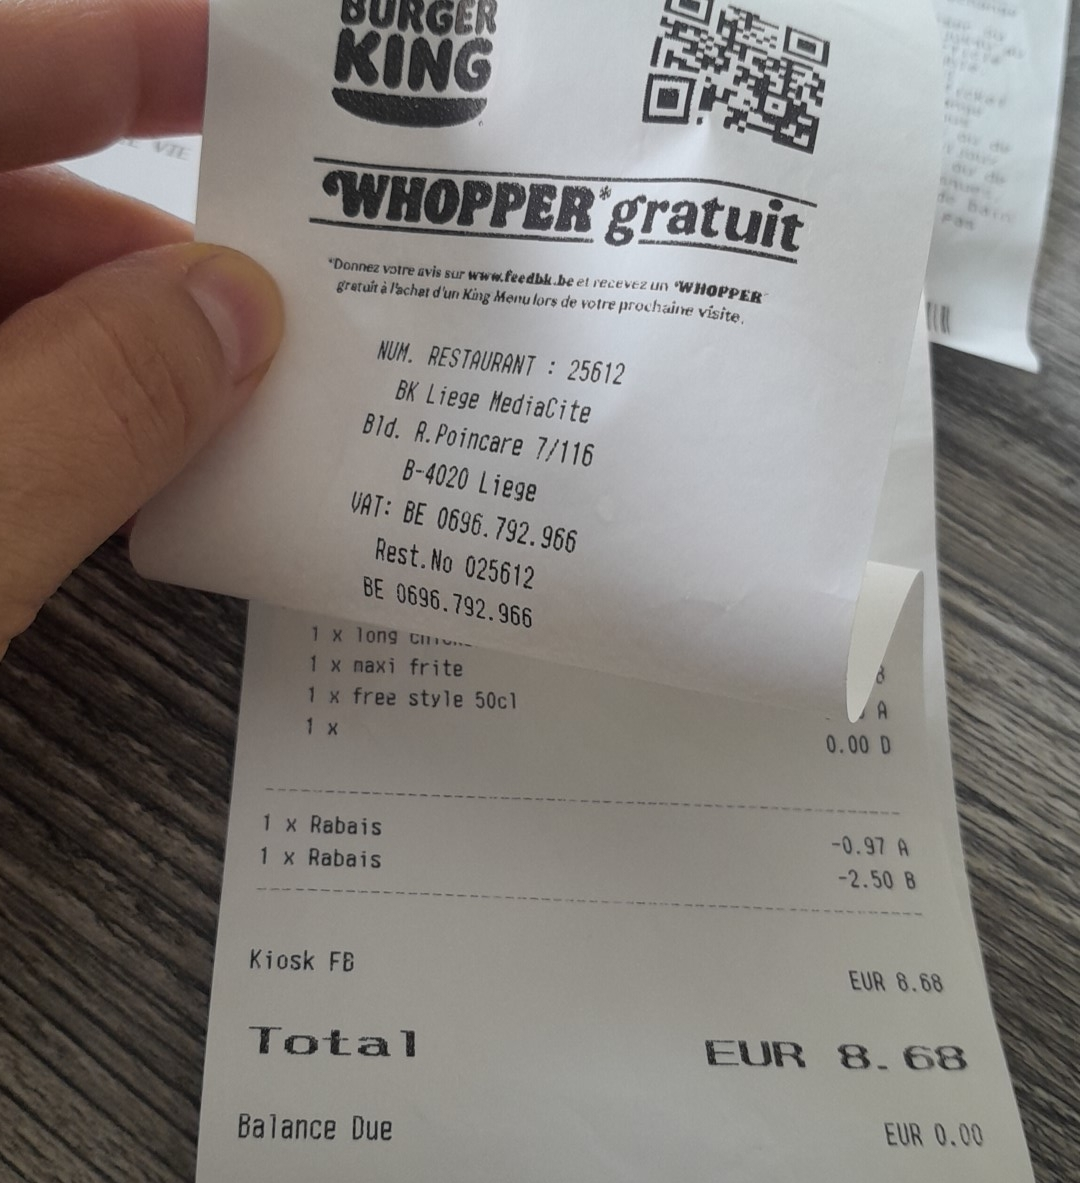 BURGER
KING
WHOPPER* gratuit
*Donnez votre avis sur www.feedbk.be et recevez un WHOPPER
gratuit à l'achat d'un King Menu lors de votre prochaine visite.
NUM. RESTAURANT : 25612
BK Liege MediaCite
Bld. R.Poincare 7/116
B-4020 Liege
VAT: BE 0696.792.966
Rest.No 025612
BE 0696.792.966
1 x long
1 x maxi frite B
1 x free style 50cl A
1 x 0.00 D
1 x Rabais -0.97 A
1 x Rabais -2.50 B
Kiosk FB EUR 8.68
Total EUR 8.68
Balance Due EUR 0.00
VIE